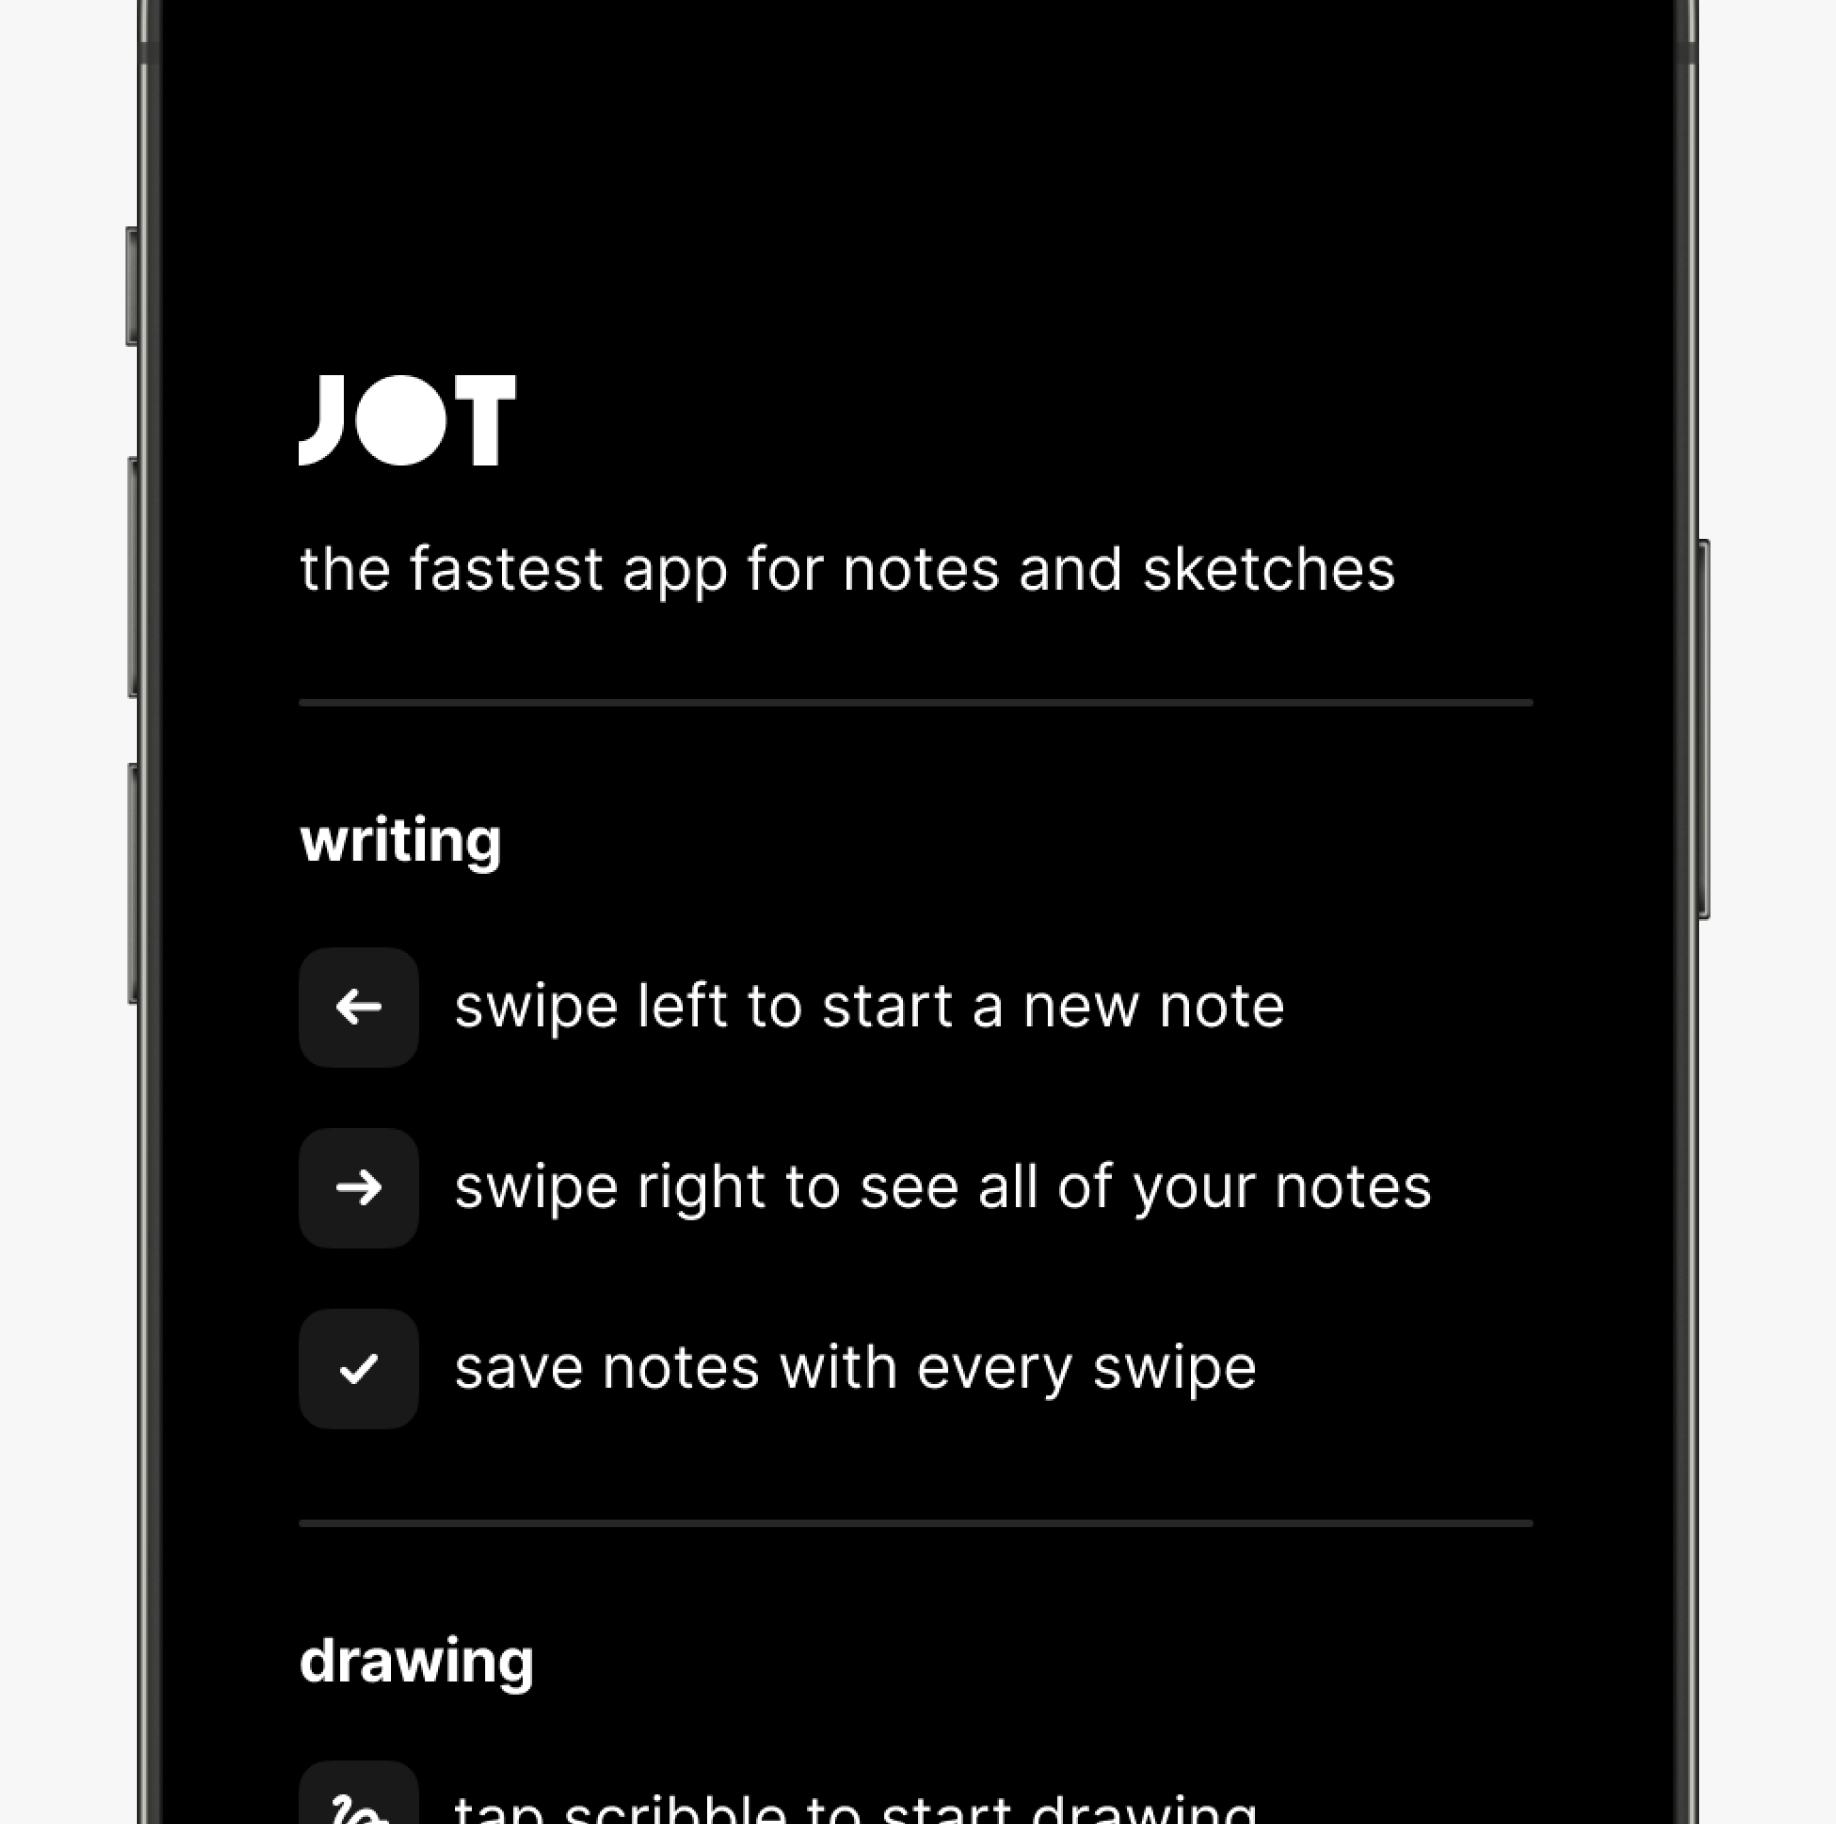 JOT
the fastest app for notes and sketches
writing
swipe left to start a new note
swipe right to see all of your notes
save notes with every swipe
drawing
tap scribble to start drawing